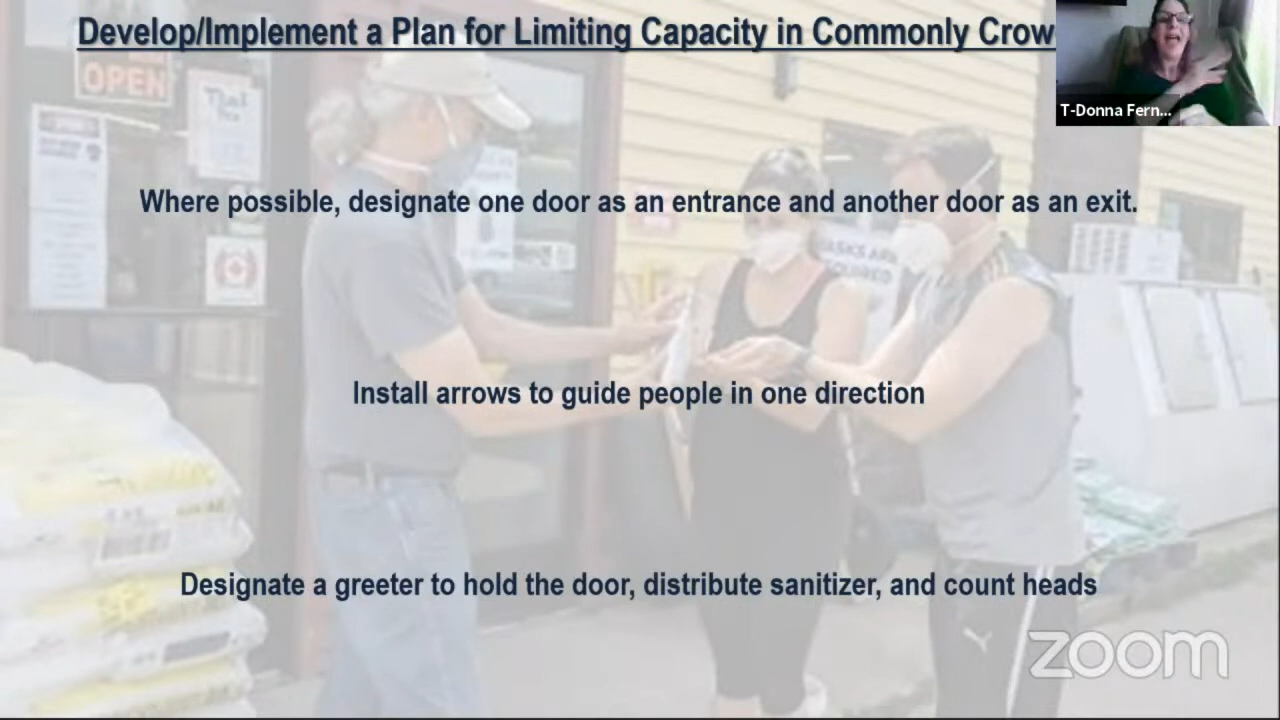 Develop/Implement a Plan for Limiting Capacity in Commonly Crow
T-Donna Fern...
OPEN
Where possible, designate one door as an entrance and another door as an exit.
Install arrows to guide people in one direction
Designate a greeter to hold the door, distribute sanitizer, and count heads
zoom